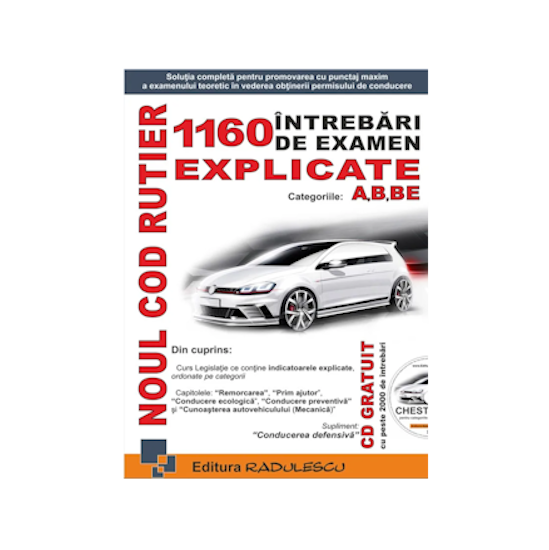 Soluția completă pentru promovarea cu punctaj maxim
a examenului teoretic în vederea obținerii permisului de conducere
NOUL COD RUTIER
1160 ÎNTREBĂRI
DE EXAMEN
EXPLICATE
Categoriile: A,B,BE
Din cuprins:
Curs Legislație ce conține indicatoarele explicate,
ordonate pe categorii
Capitolele: “Remorcarea”, “Prim ajutor”,
“Conducere ecologică”, “Conducere preventivă”
și “Cunoașterea autovehiculului (Mecanică)”
Supliment:
“Conducerea defensivă”
CD GRATUIT
cu peste 2000 de întrebări
CHEST
Editura RADULESCU